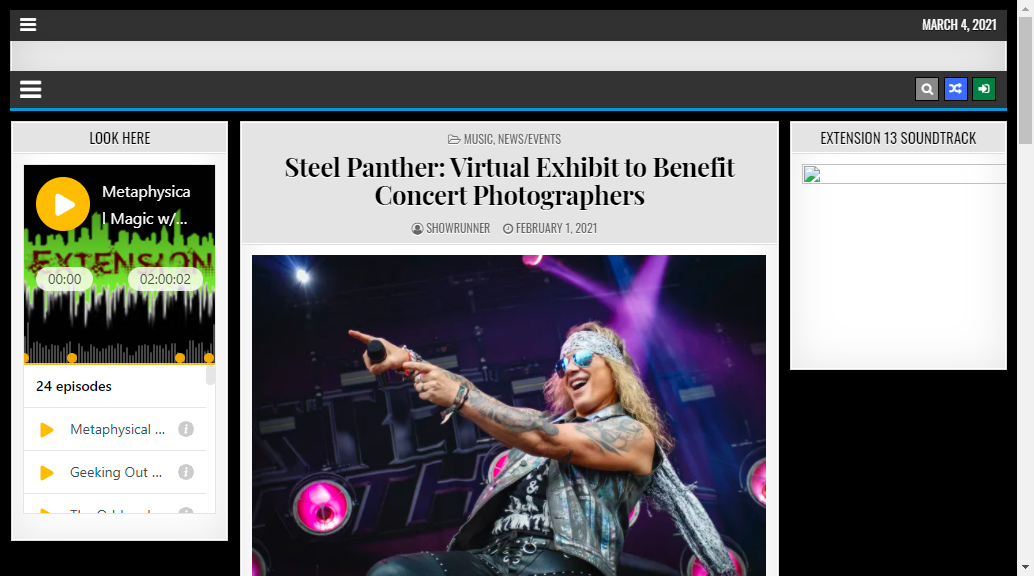 MARCH 4, 2021
LOOK HERE
Metaphysica
l Magic w/...
EXTENSION
00:00
02:00:02
24 episodes
Metaphysical ...
Geeking Out ...
MUSIC, NEWS/EVENTS
Steel Panther: Virtual Exhibit to Benefit
Concert Photographers
SHOWRUNNER
FEBRUARY 1, 2021
EXTENSION 13 SOUNDTRACK